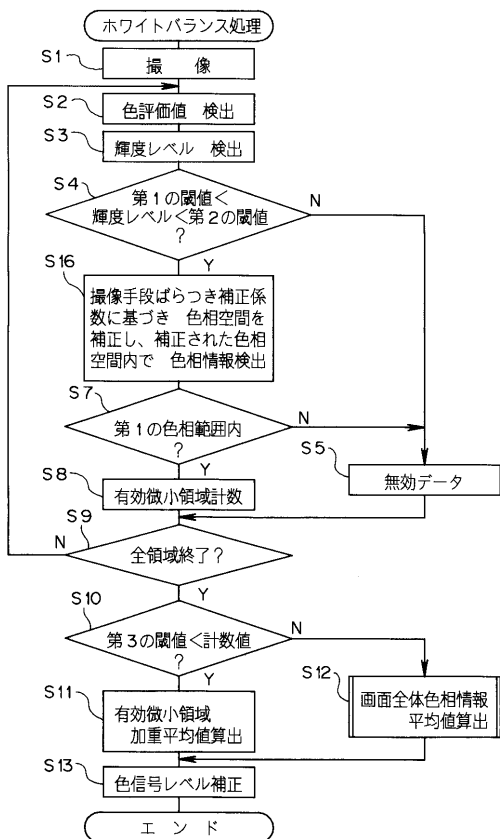 ホワイトバランス処理
S1
撮 像
S2
色評価値 検出
S3
輝度レベル 検出
S4
第1の閾値<
輝度レベル<第2の閾値
?
N
Y
S16
撮像手段ばらつき補正係
数に基づき 色相空間を
補正し、補正された色相
空間内で 色相情報検出
S7
第1の色相範囲内
?
N
Y
S5
無効データ
S8
有効微小領域計数
S9
N
全領域終了?
Y
S10
第3の閾値<計数値
?
N
Y
S11
有効微小領域
加重平均値算出
S12
画面全体色相情報
平均値算出
S13
色信号レベル補正
エ ン ド